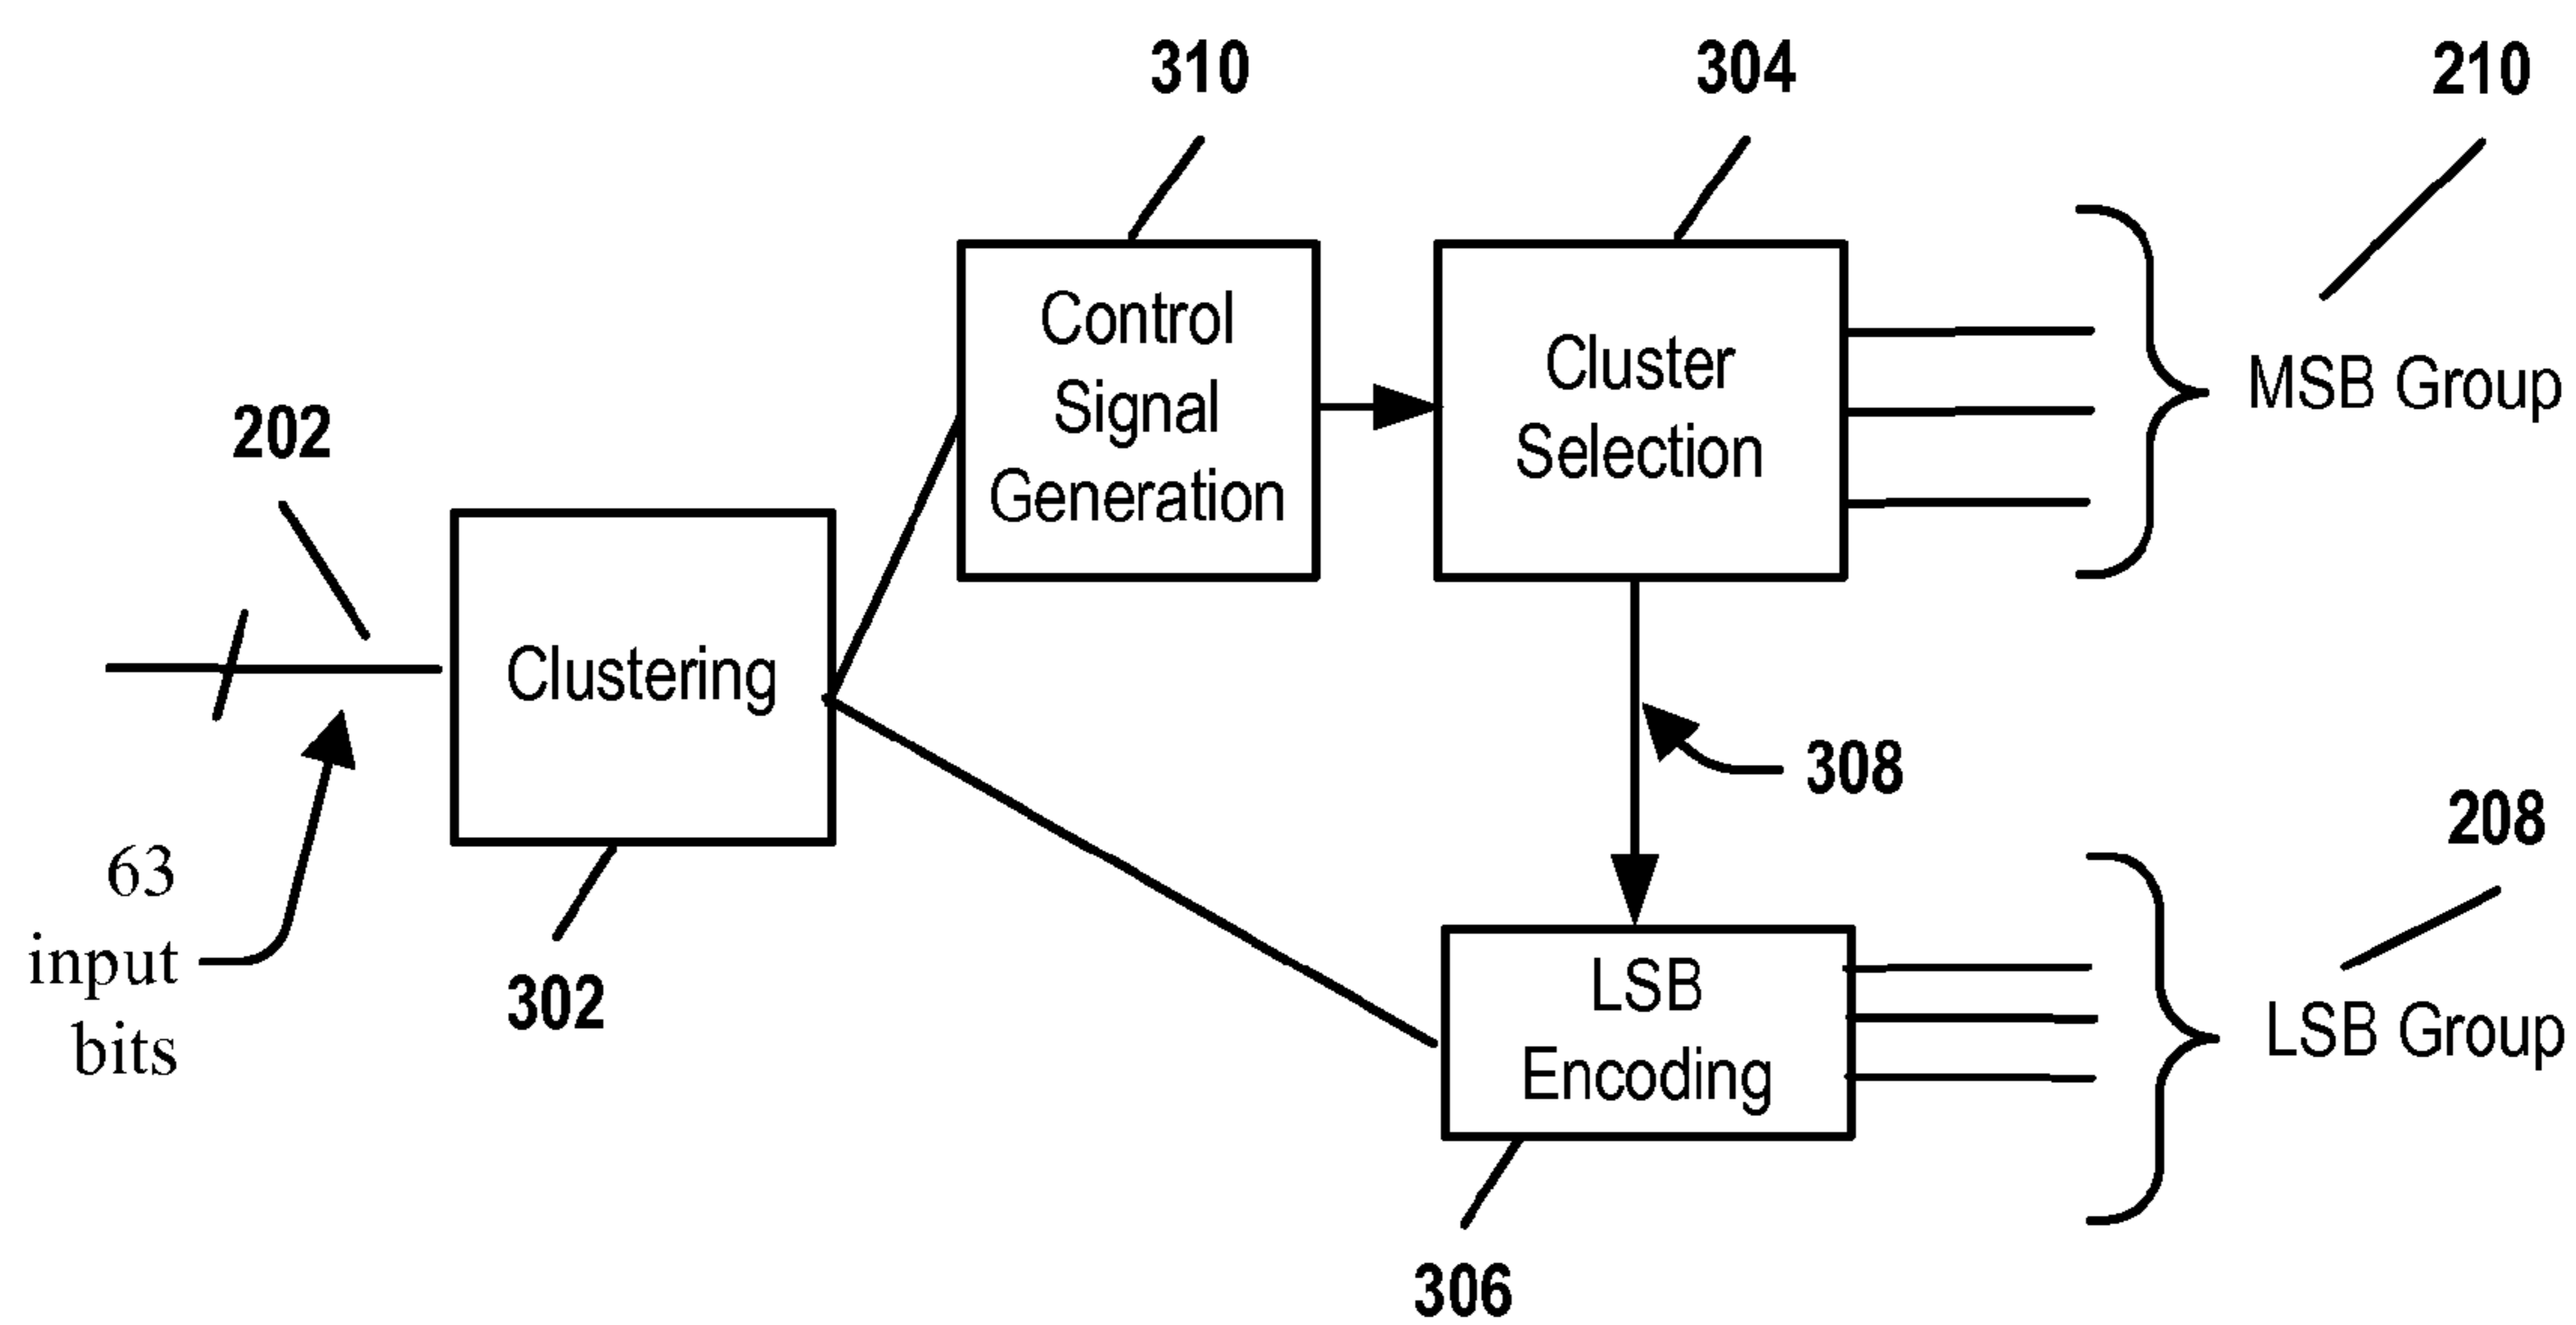 310
304
210
Control
Signal
Generation
Cluster
Selection
MSB Group
202
Clustering
308
63
input
bits
302
208
LSB
Encoding
LSB Group
306